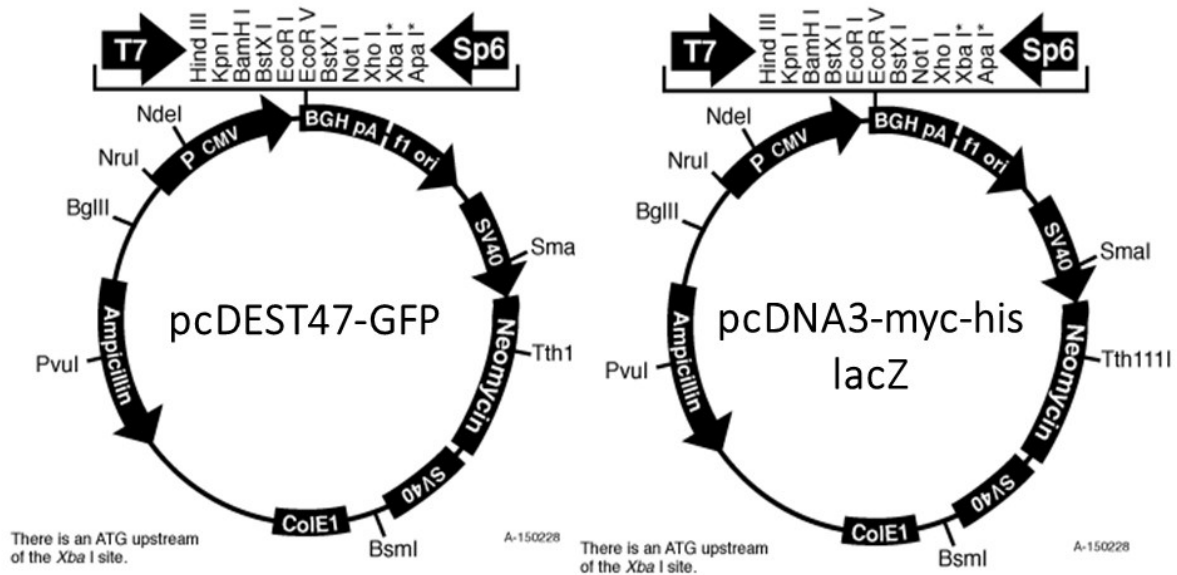 T7
Hind III
Kpn I
BamH I
BstX I
EcoR I
EcoR V
BstX I
Not I
Xho I
Xba I*
Apa I*
Sp6
NdeI
NruI
BglII
PvuI
P CMV
BGH pA
f1 ori
SV40
Sma
Neomycin
Tth1
SV40
BsmI
ColE1
Ampicillin
pcDEST47-GFP
There is an ATG upstream
of the Xba I site.
A-150228
T7
Hind III
Kpn I
BamH I
BstX I
EcoR I
EcoR V
BstX I
Not I
Xho I
Xba I*
Apa I*
Sp6
NdeI
NruI
BglII
PvuI
P CMV
BGH pA
f1 ori
SV40
SmaI
Neomycin
Tth111I
SV40
BsmI
ColE1
Ampicillin
pcDNA3-myc-his
lacZ
There is an ATG upstream
of the Xba I site.
A-150228